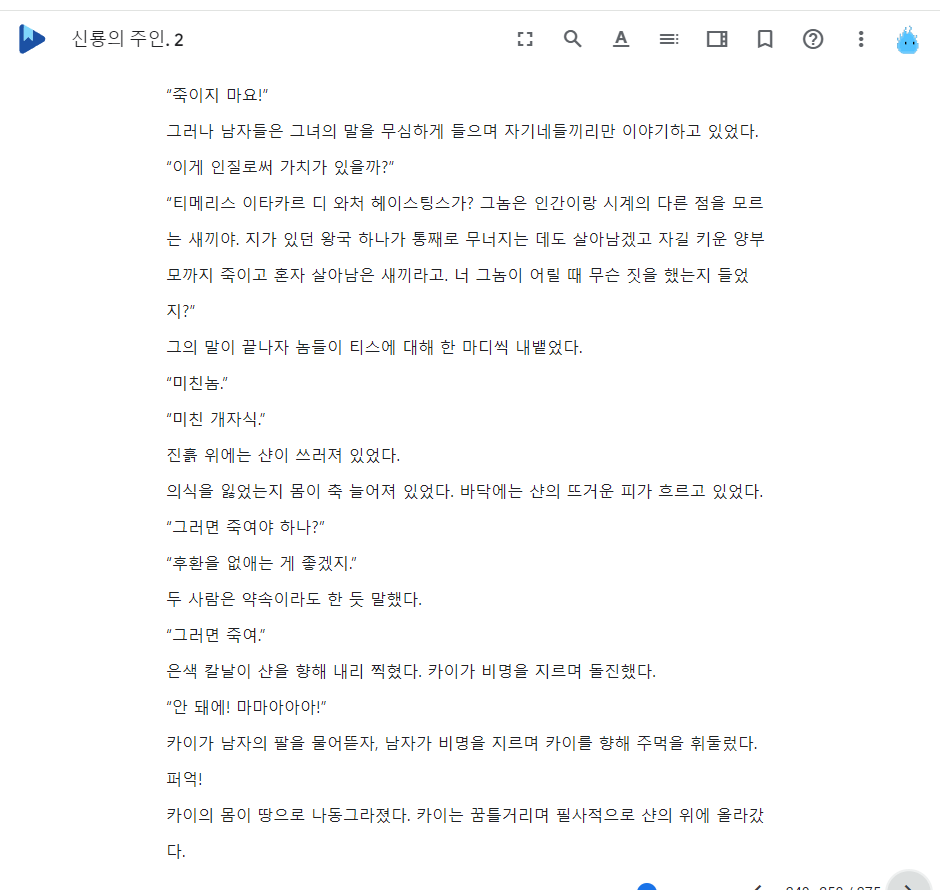 신룡의 주인. 2
“죽이지 마요!”
그러나 남자들은 그녀의 말을 무심하게 들으며 자기네들끼리만 이야기하고 있었다.
“이게 인질로써 가치가 있을까?”
“티메리스 이타카르 디 와처 헤이스팅스가? 그놈은 인간이랑 시계의 다른 점을 모르
는 새끼야. 지가 있던 왕국 하나가 통째로 무너지는 데도 살아남겠고 자길 키운 양부
모까지 죽이고 혼자 살아남은 새끼라고. 너 그놈이 어릴 때 무슨 짓을 했는지 들었
지?”
그의 말이 끝나자 놈들이 티스에 대해 한 마디씩 내뱉었다.
“미친놈.”
“미친 개자식.”
진흙 위에는 샨이 쓰러져 있었다.
의식을 잃었는지 몸이 축 늘어져 있었다. 바닥에는 샨의 뜨거운 피가 흐르고 있었다.
“그러면 죽여야 하나?”
“후환을 없애는 게 좋겠지.”
두 사람은 약속이라도 한 듯 말했다.
“그러면 죽여.”
은색 칼날이 샨을 향해 내리 찍혔다. 카이가 비명을 지르며 돌진했다.
“안 돼에! 마마아아아!”
카이가 남자의 팔을 물어뜯자, 남자가 비명을 지르며 카이를 향해 주먹을 휘둘렀다.
퍼억!
카이의 몸이 땅으로 나동그라졌다. 카이는 꿈틀거리며 필사적으로 샨의 위에 올라갔
다.